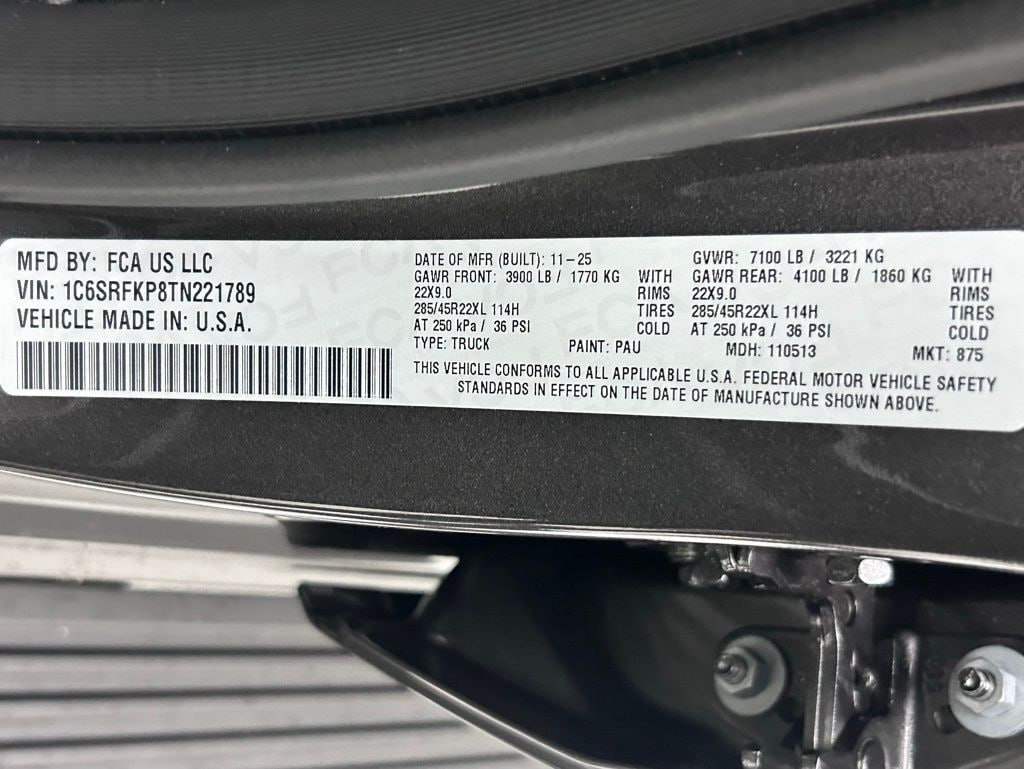 MFD BY: FCA US LLC
VIN: 1C6SRFKP8TN221789
VEHICLE MADE IN: U.S.A.
DATE OF MFR (BUILT): 11-25
GAWR FRONT: 3900 LB / 1770 KG WITH
22X9.0 RIMS
285/45R22XL 114H TIRES
AT 250 kPa / 36 PSI COLD
GVWR: 7100 LB / 3221 KG
GAWR REAR: 4100 LB / 1860 KG WITH
22X9.0 RIMS
285/45R22XL 114H TIRES
AT 250 kPa / 36 PSI COLD
TYPE: TRUCK PAINT: PAU MDH: 110513 MKT: 875
THIS VEHICLE CONFORMS TO ALL APPLICABLE U.S.A. FEDERAL MOTOR VEHICLE SAFETY
STANDARDS IN EFFECT ON THE DATE OF MANUFACTURE SHOWN ABOVE.